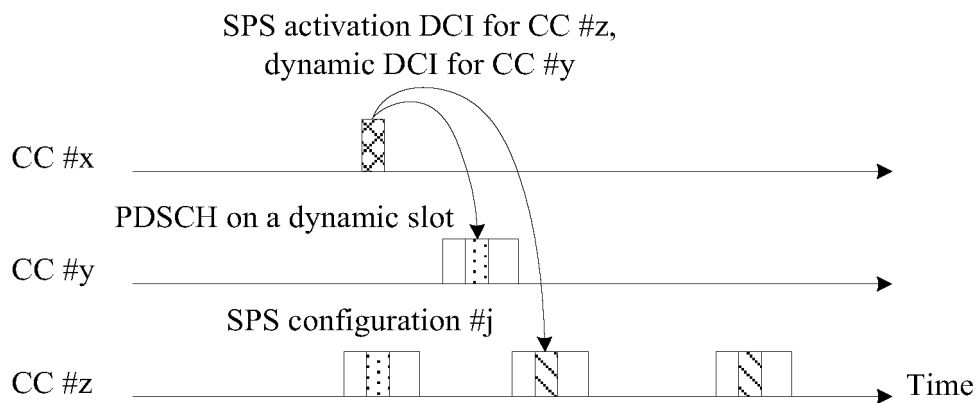 SPS activation DCI for CC #z,
dynamic DCI for CC #y
CC #x
PDSCH on a dynamic slot
CC #y
SPS configuration #j
CC #z
Time